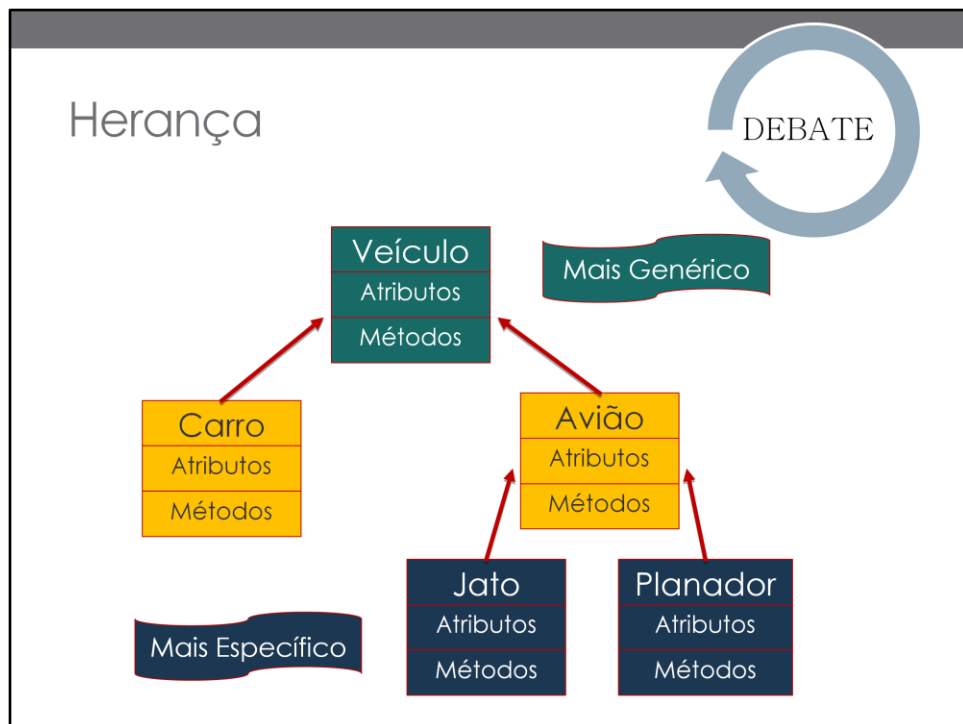 Herança
DEBATE
Veículo
Atributos
Métodos
Mais Genérico
Carro
Atributos
Métodos
Avião
Atributos
Métodos
Jato
Atributos
Métodos
Planador
Atributos
Métodos
Mais Específico